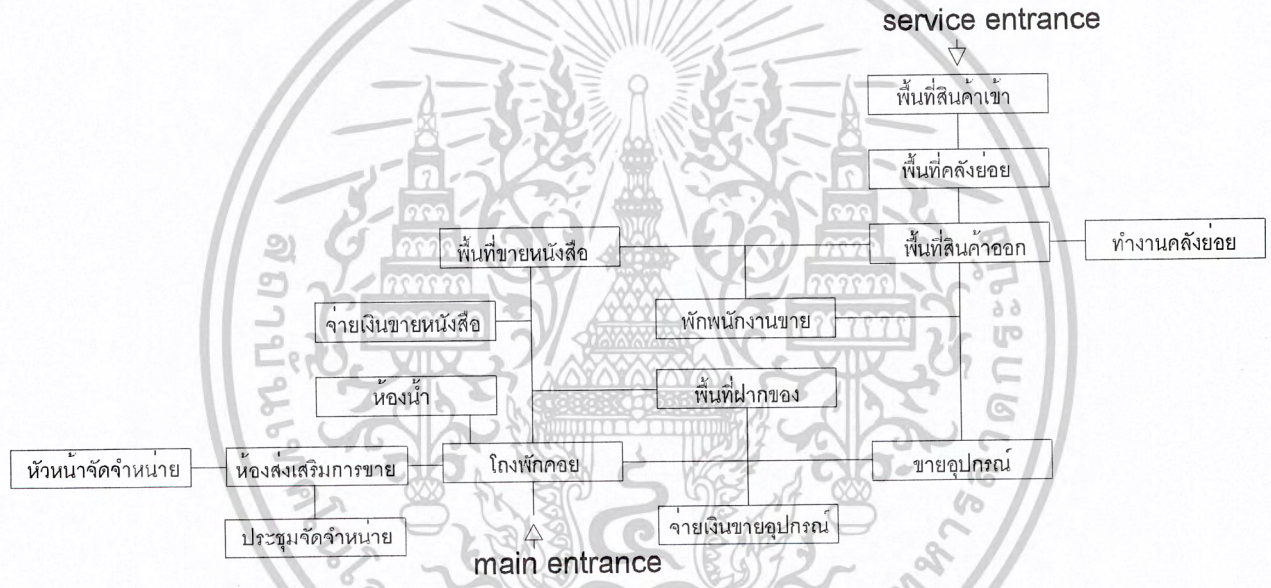 service entrance
พื้นที่สินค้าเข้า
พื้นที่คลังย่อย
พื้นที่ขายหนังสือ
พื้นที่สินค้าออก
ทำงานคลังย่อย
จ่ายเงินขายหนังสือ
พักพนักงานขาย
ห้องน้ำ
พื้นที่ฝากของ
หัวหน้าจัดจำหน่าย
ห้องส่งเสริมการขาย
โถงพักคอย
ขายอุปกรณ์
ประชุมจัดจำหน่าย
จ่ายเงินขายอุปกรณ์
main entrance